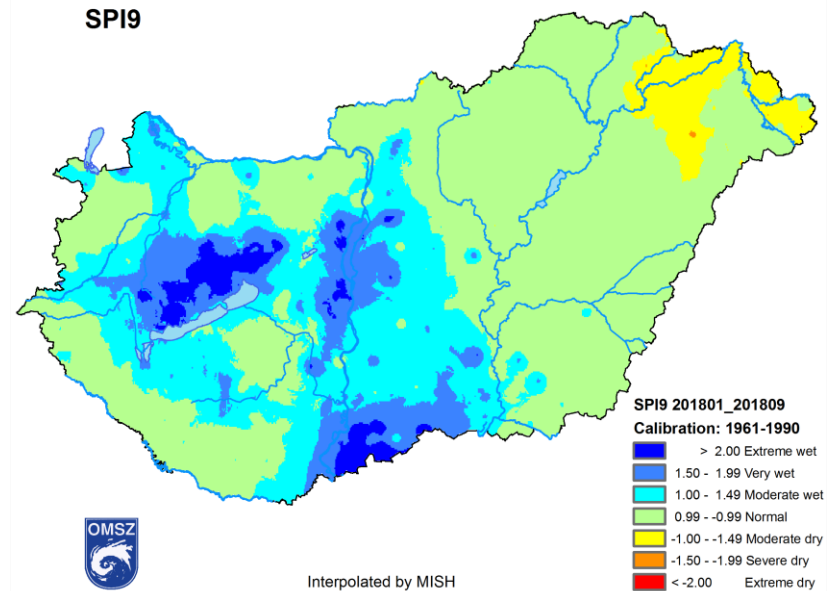 SPI9
SPI9 201801_201809
Calibration: 1961-1990
> 2.00 Extreme wet
1.50 - 1.99 Very wet
1.00 - 1.49 Moderate wet
0.99 - -0.99 Normal
-1.00 - -1.49 Moderate dry
-1.50 - -1.99 Severe dry
< -2.00 Extreme dry
OMSZ
Interpolated by MISH